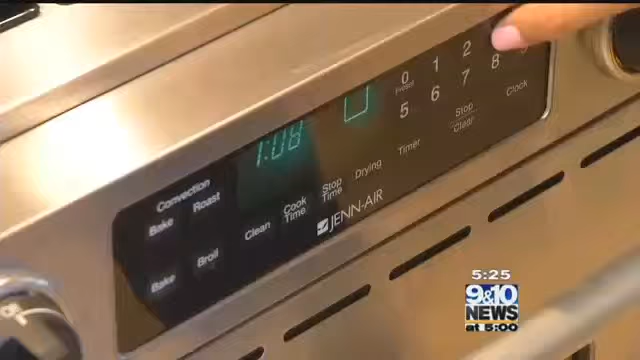 1:08
0 1 2
Preset
5 6 7 8
Convection
Bake Roast
Bake Broil
Clean
Cook Time
Stop Time
Drying
Timer
Stop
Clear
Clock
JENN-AIR
5:25
9&10
NEWS
at 5:00